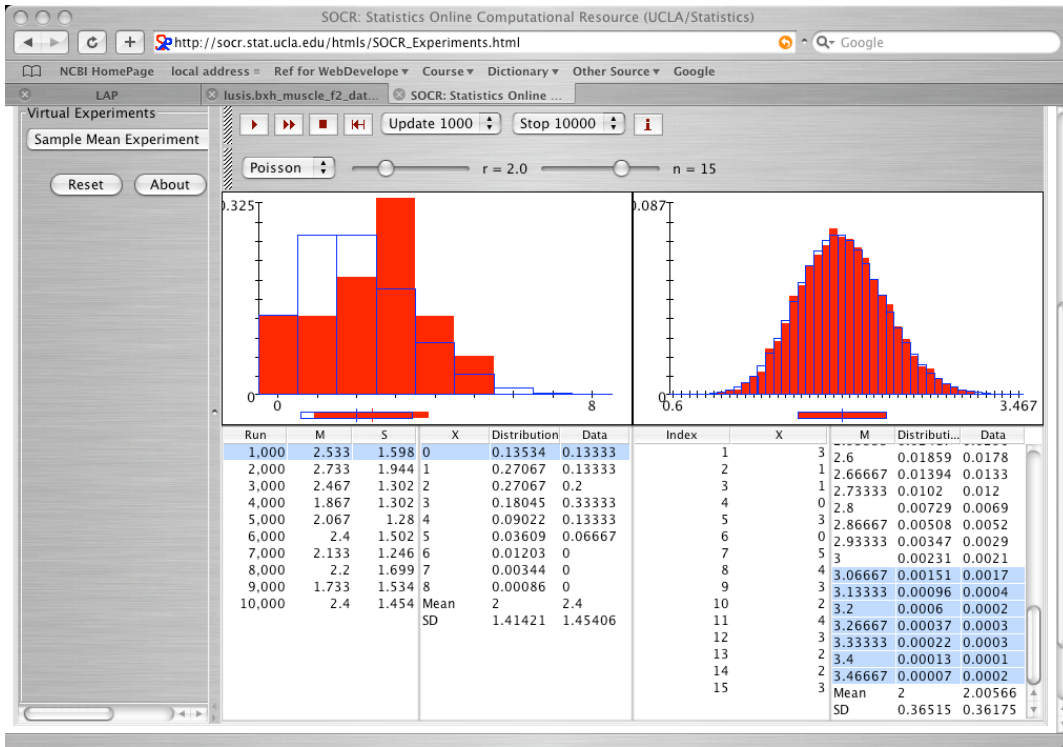 SOCR: Statistics Online Computational Resource (UCLA/Statistics)
http://socr.stat.ucla.edu/htmls/SOCR_Experiments.html
Google
NCBI HomePage local address Ref for WebDevelope Course Dictionary Other Source Google
LAP lusis.bxh_muscle_f2_dat... SOCR: Statistics Online ...
Virtual Experiments
Sample Mean Experiment
Reset About
Update 1000 Stop 10000 i
Poisson r = 2.0 n = 15
0.325
0
0 8
0.087
0
0.6 3.467
Run M S X Distribution Data
1,000 2.533 1.598 0 0.13534 0.13333
2,000 2.733 1.944 1 0.27067 0.13333
3,000 2.467 1.302 2 0.27067 0.2
4,000 1.867 1.302 3 0.18045 0.33333
5,000 2.067 1.28 4 0.09022 0.13333
6,000 2.4 1.502 5 0.03609 0.06667
7,000 2.133 1.246 6 0.01203 0
8,000 2.2 1.699 7 0.00344 0
9,000 1.733 1.534 8 0.00086 0
10,000 2.4 1.454 Mean 2 2.4
SD 1.41421 1.45406
Index X
1 3
2 1
3 1
4 0
5 3
6 0
7 5
8 4
9 3
10 2
11 4
12 3
13 2
14 2
15 3
M Distributi... Data
2.6 0.01859 0.0178
2.66667 0.01394 0.0133
2.73333 0.0102 0.012
2.8 0.00729 0.0069
2.86667 0.00508 0.0052
2.93333 0.00347 0.0029
3 0.00231 0.0021
3.06667 0.00151 0.0017
3.13333 0.00096 0.0004
3.2 0.0006 0.0002
3.26667 0.00037 0.0003
3.33333 0.00022 0.0003
3.4 0.00013 0.0001
3.46667 0.00007 0.0002
Mean 2 2.00566
SD 0.36515 0.36175